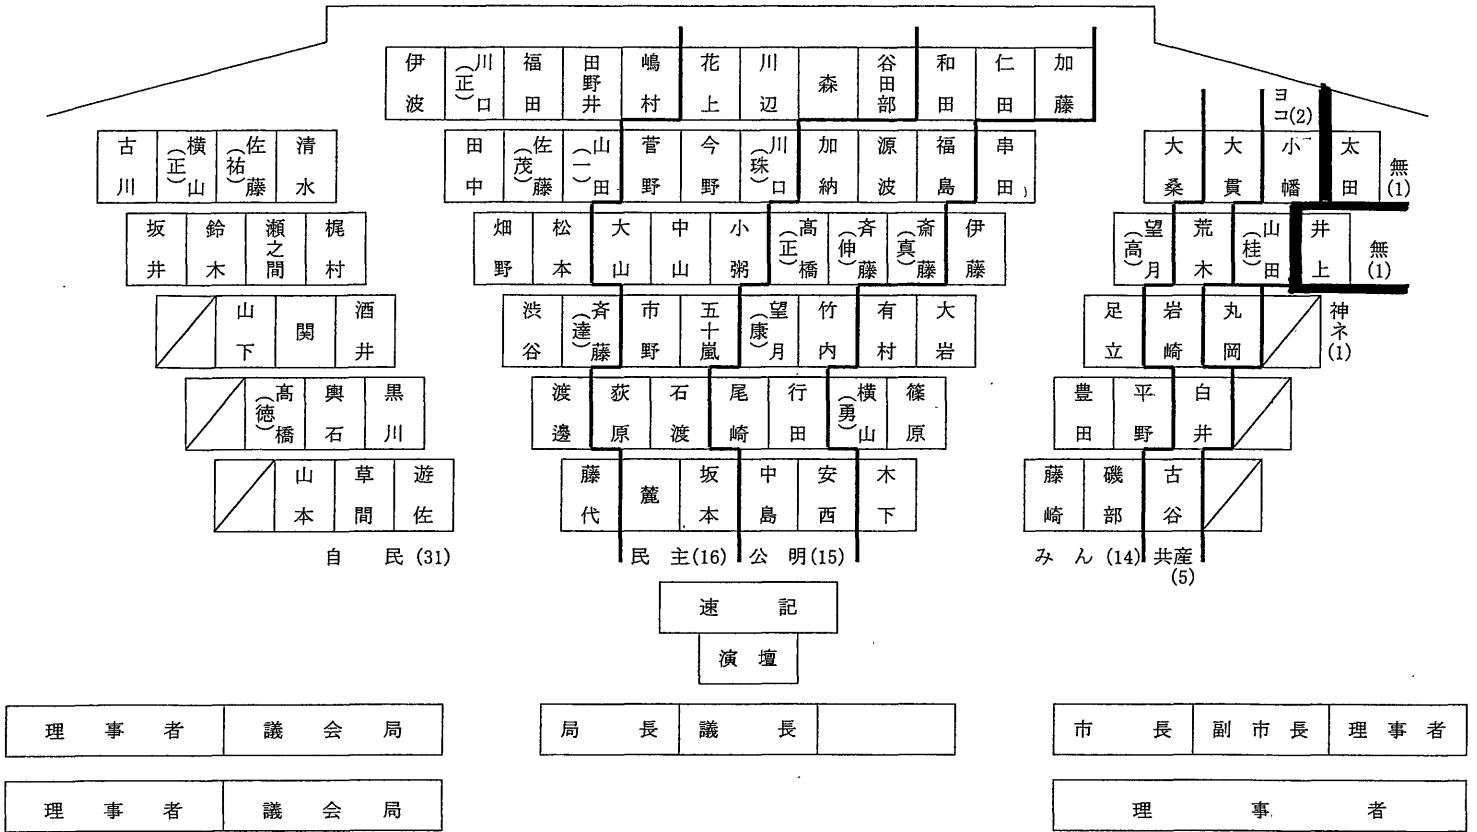 伊波 川口(正) 福田 田野井 嶋村 花上 川辺 森 谷田部 和田 仁田 加藤
ヨコ(2)
古川 横山(正) 佐藤(祐) 清水 田中 佐藤(茂) 山田(一) 菅野 今野 川口(珠) 加納 源波 福島 串田 大桑 大貫 小幡 太田 無(1)
坂井 鈴木 瀬之間 梶村 畑野 松本 大山 中山 小粥 髙橋(正) 斉藤(伸) 斎藤(真) 伊藤 望月(高) 荒木 山田(桂) 井上 無(1)
山下 関 酒井 渋谷 斉藤(達) 市野 五十嵐 望月(康) 竹内 有村 大岩 足立 岩崎 丸岡 神ネ(1)
髙橋(徳) 輿石 黒川 渡邊 荻原 石渡 尾崎 行田 横山(勇) 篠原 豊田 平野 白井
山本 草間 遊佐 藤代 麓 坂本 中島 安西 木下 藤崎 磯部 古谷
自民(31) 民主(16) 公明(15) みんな(14) 共産(5)
速記
演壇
理事者 議会局 局長 議長 市長 副市長 理事者
理事者 議会局 理事者